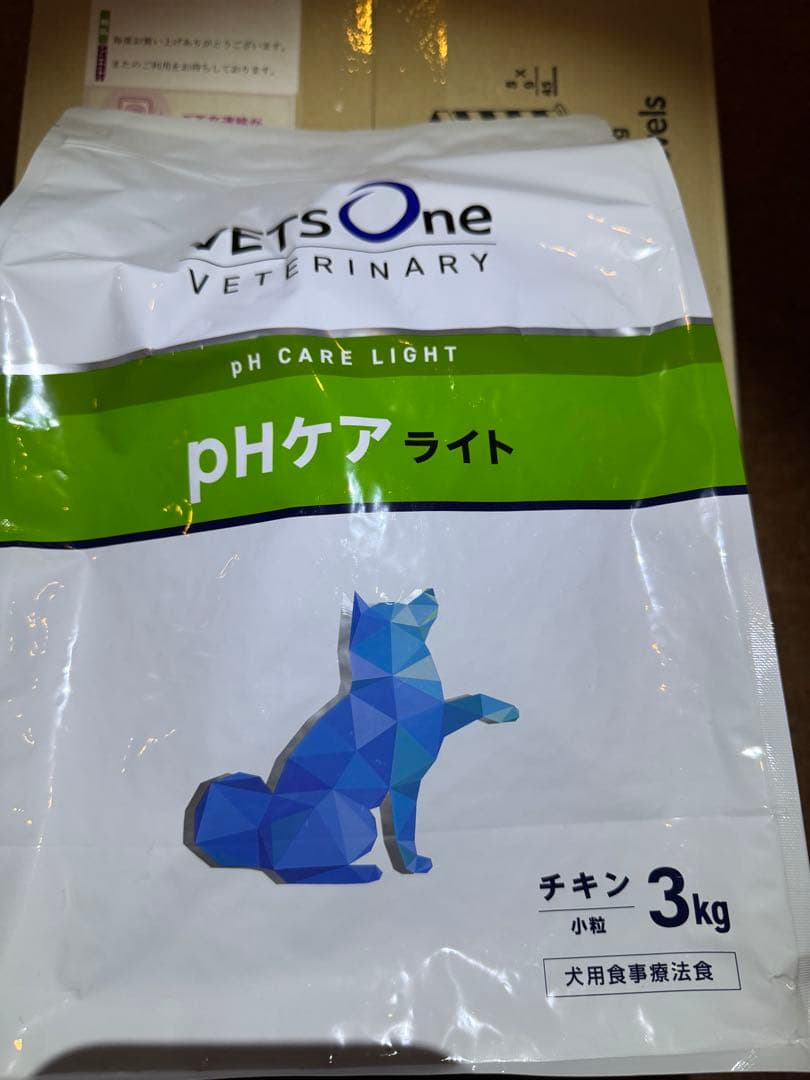 毎度お買い上げありがとうございます。
またのご利用をお待ちしております。
VETS One
VETERINARY
pH CARE LIGHT
pHケア ライト
チキン
小粒
3kg
犬用食事療法食